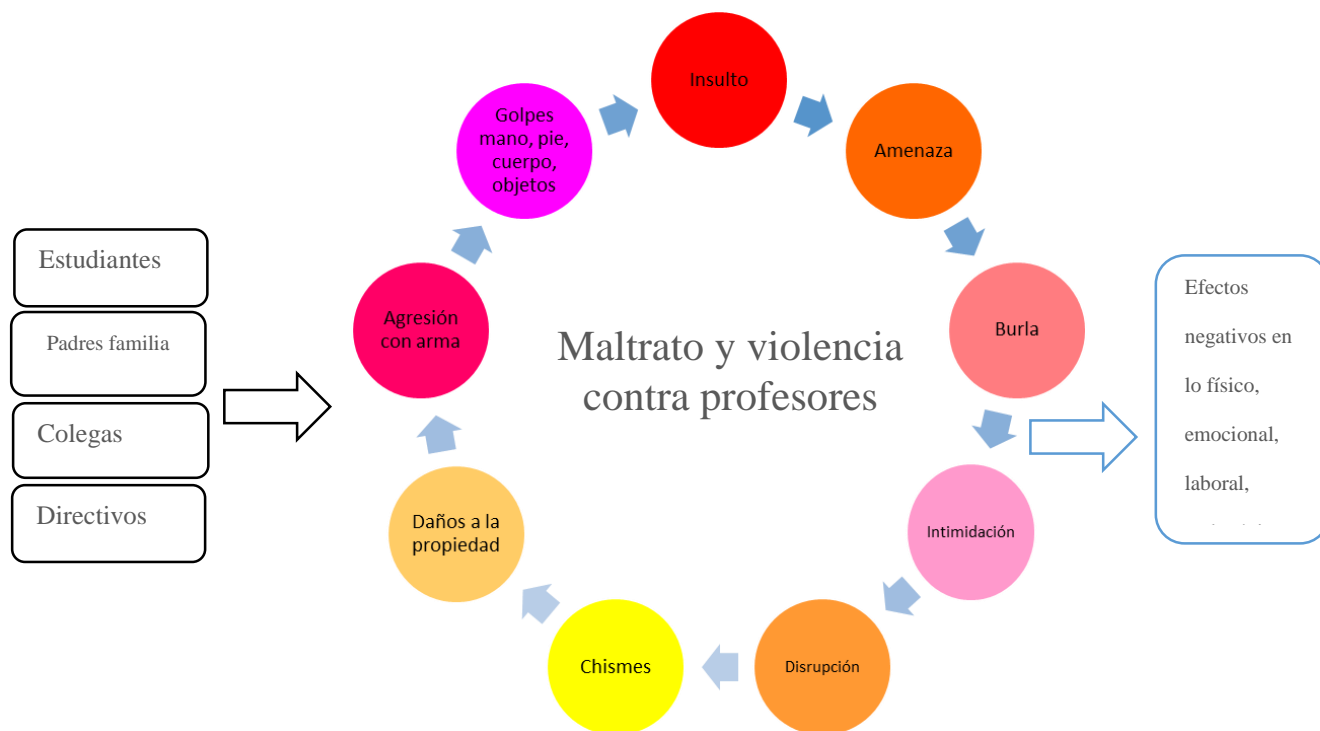 Estudiantes
Padres familia
Colegas
Directivos
Maltrato y violencia
contra profesores
Insulto
Amenaza
Burla
Intimidación
Disrupción
Chismes
Daños a la
propiedad
Agresión
con arma
Golpes
mano, pie,
cuerpo,
objetos
Efectos
negativos en
lo físico,
emocional,
laboral,